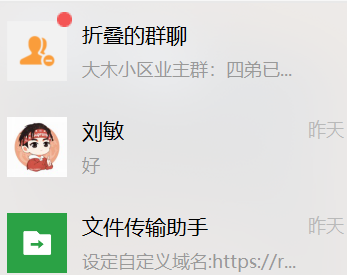 折叠的群聊
大木小区业主群：四弟已...
刘敏
昨天
好
文件传输助手
昨天
设定自定义域名:https://r...